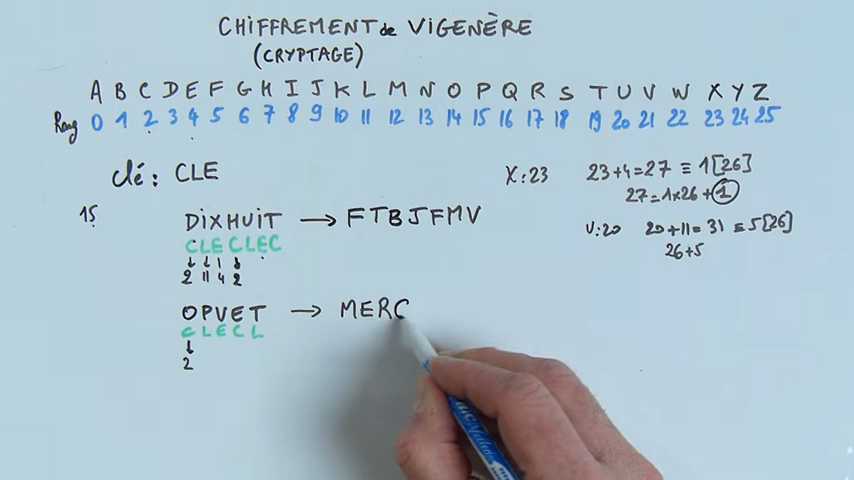 CHIFFREMENT de VIGENÈRE
(CRYPTAGE)
A B C D E F G H I J K L M N O P Q R S T U V W X Y Z
Rang 0 1 2 3 4 5 6 7 8 9 10 11 12 13 14 15 16 17 18 19 20 21 22 23 24 25
clé : CLE
X : 23 23+4=27 ≡ 1[26]
27=1x26+1
15
DIXHUIT → FTBJFMV
CLECLEC
2 11 4 2
U:20 20+11=31 ≡ 5[26]
26+5
OPVET → MERC
CLECL
2